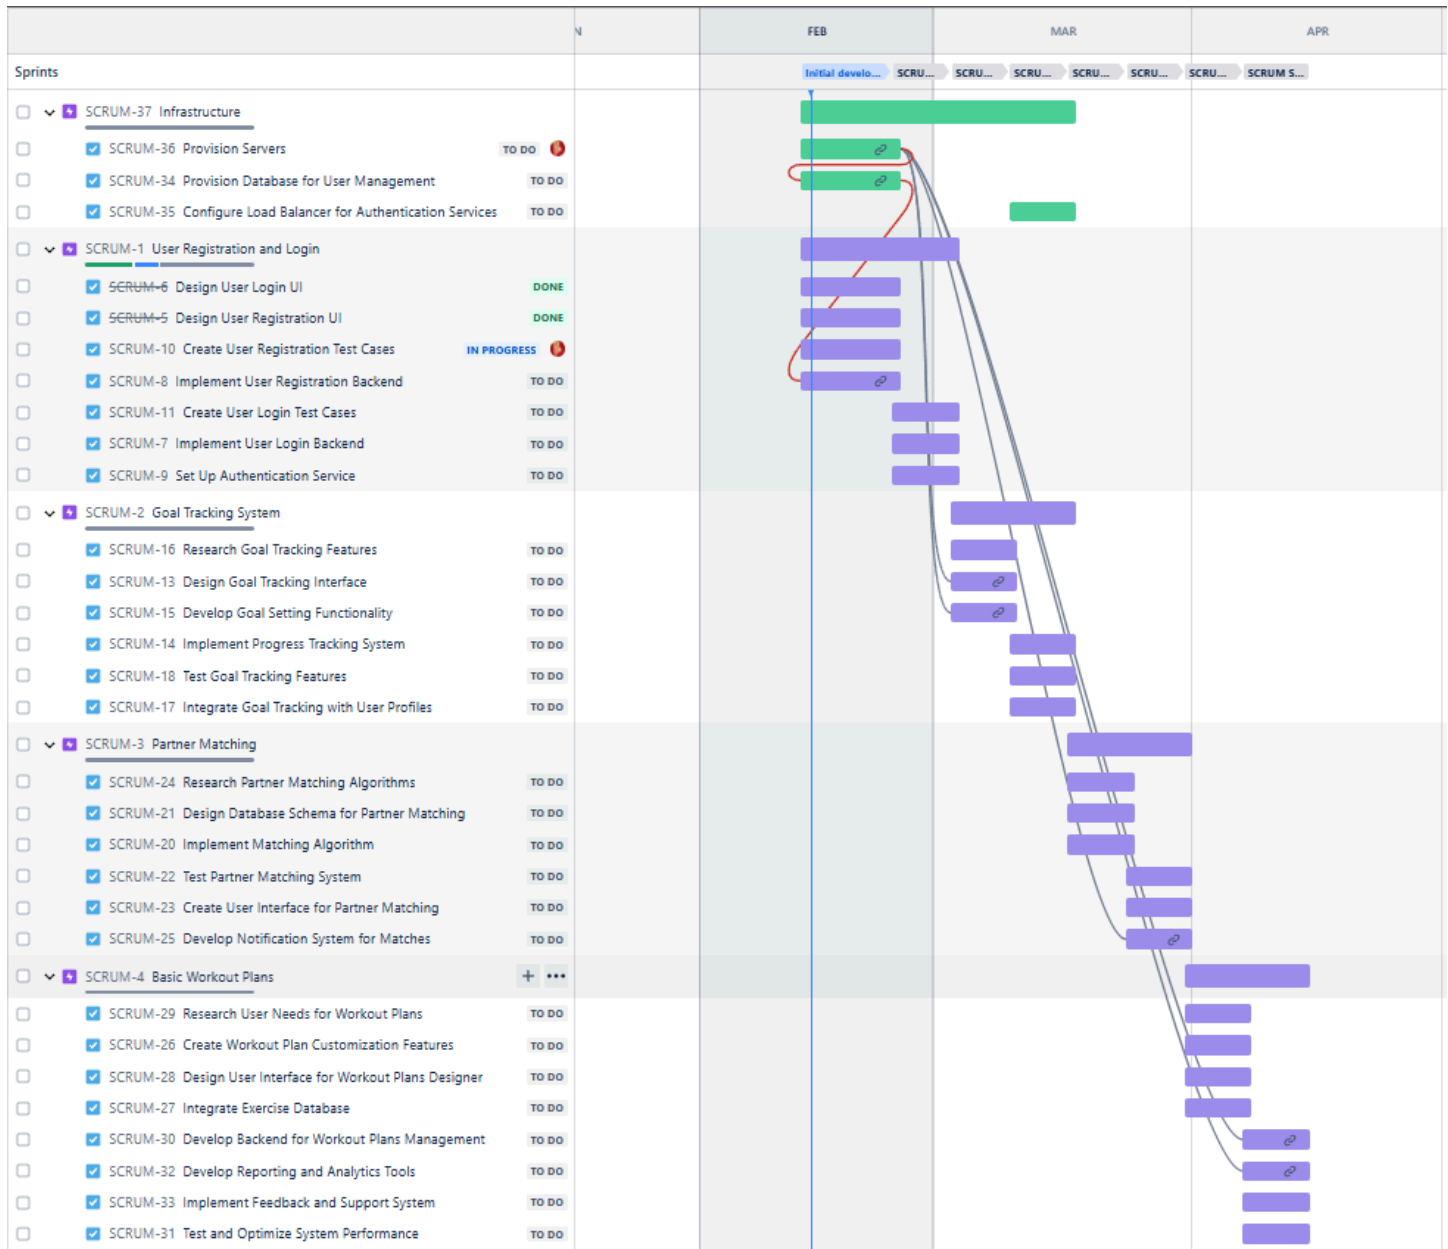 N FEB MAR APR
Sprints Initial develo... SCRU... SCRU... SCRU... SCRU... SCRU... SCRU... SCRUM S...
SCRUM-37 Infrastructure
SCRUM-36 Provision Servers TO DO
SCRUM-34 Provision Database for User Management TO DO
SCRUM-35 Configure Load Balancer for Authentication Services TO DO
SCRUM-1 User Registration and Login
SCRUM-6 Design User Login UI DONE
SCRUM-5 Design User Registration UI DONE
SCRUM-10 Create User Registration Test Cases IN PROGRESS
SCRUM-8 Implement User Registration Backend TO DO
SCRUM-11 Create User Login Test Cases TO DO
SCRUM-7 Implement User Login Backend TO DO
SCRUM-9 Set Up Authentication Service TO DO
SCRUM-2 Goal Tracking System
SCRUM-16 Research Goal Tracking Features TO DO
SCRUM-13 Design Goal Tracking Interface TO DO
SCRUM-15 Develop Goal Setting Functionality TO DO
SCRUM-14 Implement Progress Tracking System TO DO
SCRUM-18 Test Goal Tracking Features TO DO
SCRUM-17 Integrate Goal Tracking with User Profiles TO DO
SCRUM-3 Partner Matching
SCRUM-24 Research Partner Matching Algorithms TO DO
SCRUM-21 Design Database Schema for Partner Matching TO DO
SCRUM-20 Implement Matching Algorithm TO DO
SCRUM-22 Test Partner Matching System TO DO
SCRUM-23 Create User Interface for Partner Matching TO DO
SCRUM-25 Develop Notification System for Matches TO DO
SCRUM-4 Basic Workout Plans
SCRUM-29 Research User Needs for Workout Plans TO DO
SCRUM-26 Create Workout Plan Customization Features TO DO
SCRUM-28 Design User Interface for Workout Plans Designer TO DO
SCRUM-27 Integrate Exercise Database TO DO
SCRUM-30 Develop Backend for Workout Plans Management TO DO
SCRUM-32 Develop Reporting and Analytics Tools TO DO
SCRUM-33 Implement Feedback and Support System TO DO
SCRUM-31 Test and Optimize System Performance TO DO